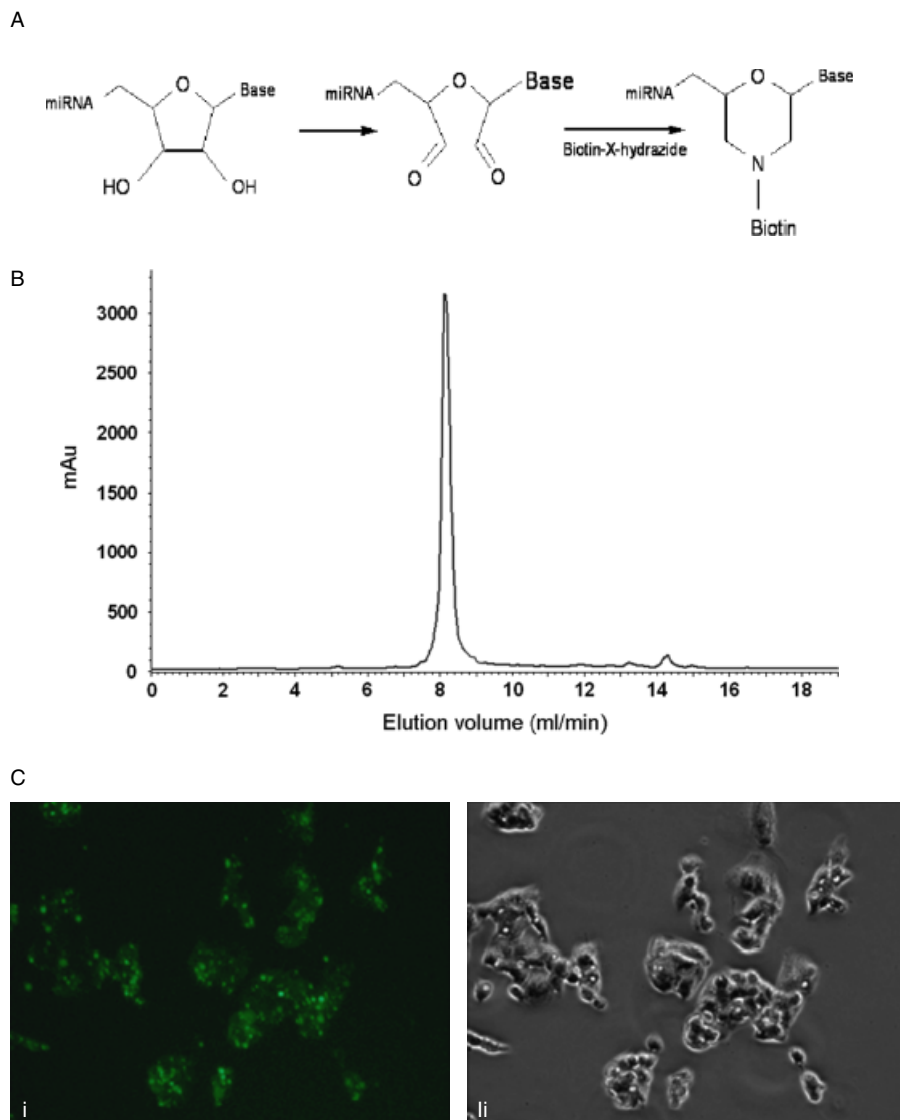 A
miRNA
O
Base
HO
OH
miRNA
O
Base
O
O
Biotin-X-hydrazide
miRNA
O
Base
N
Biotin
B
3000
2500
2000
1500
1000
500
0
mAu
0 2 4 6 8 10 12 14 16 18
Elution volume (ml/min)
C
i
Ii